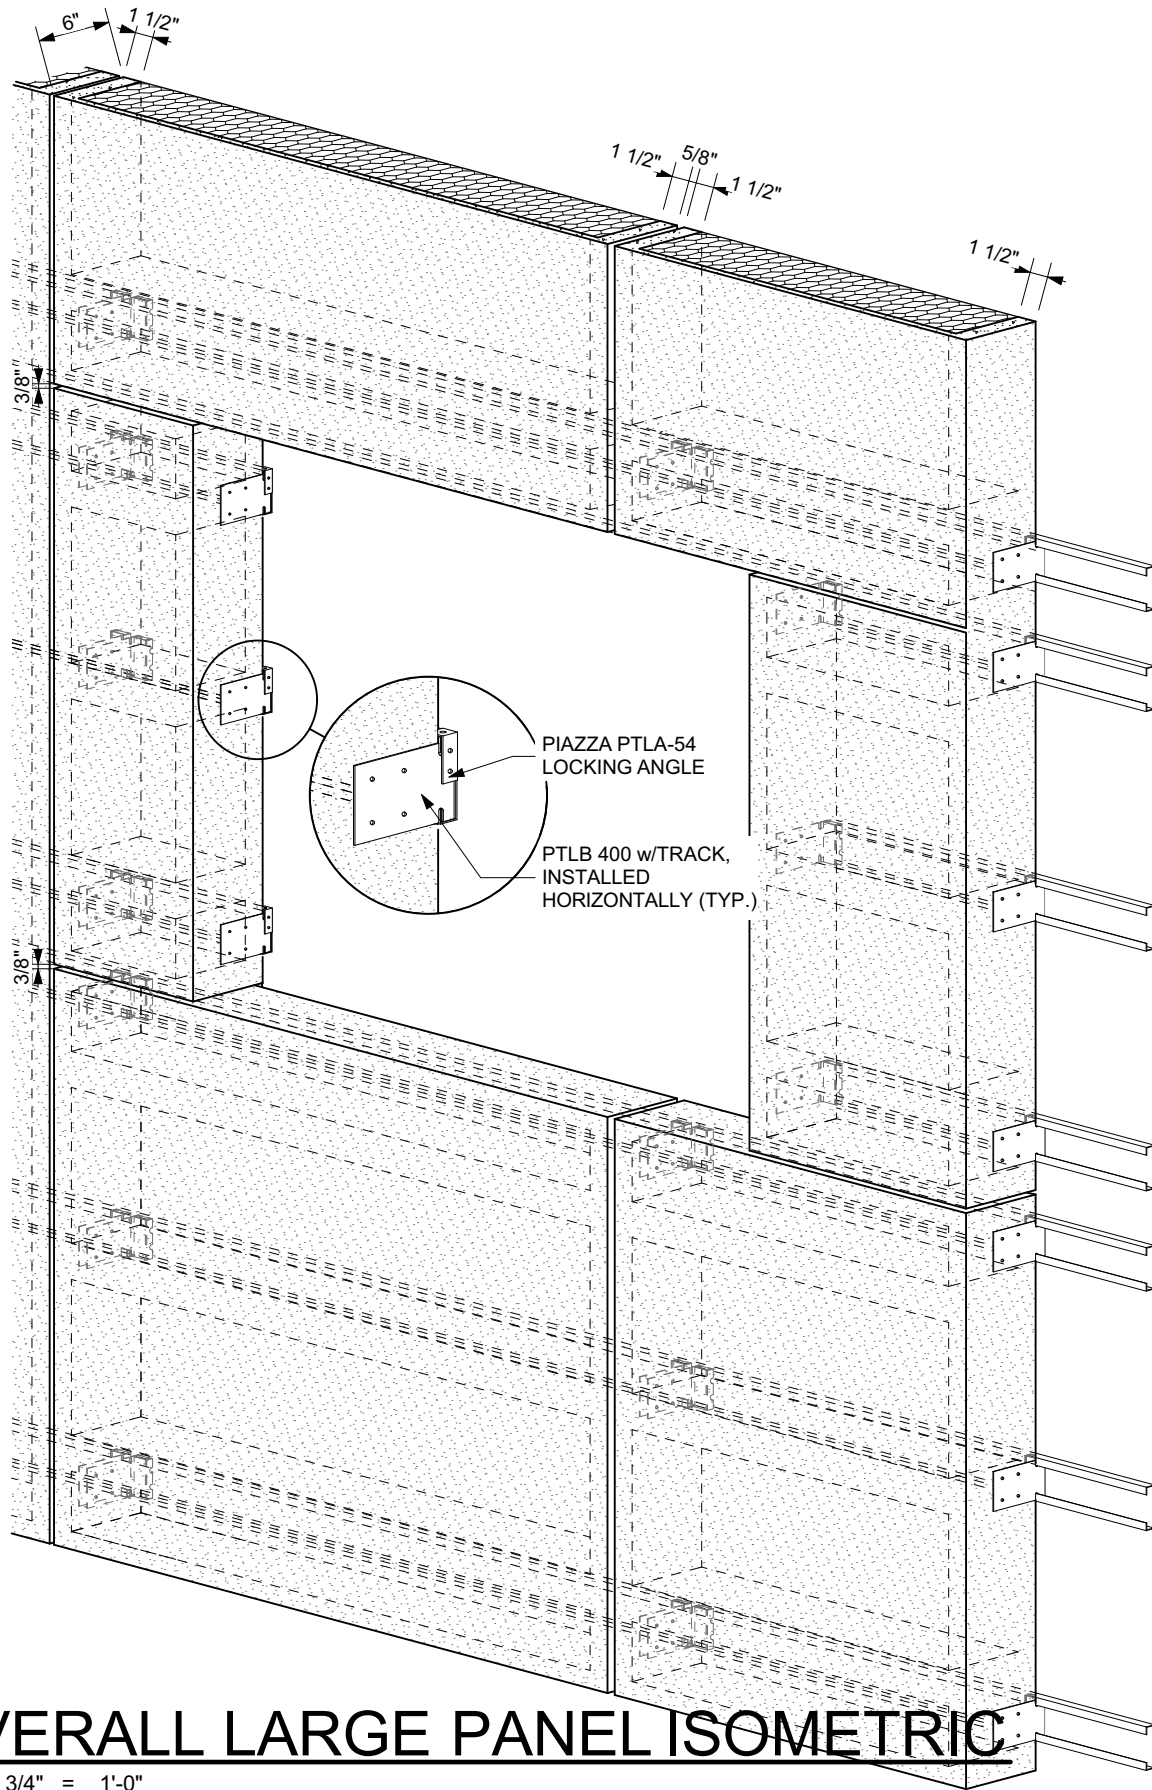 6"
1 1/2"
1 1/2"
5/8"
1 1/2"
1 1/2"
3/8"
PIAZZA PTLA-54
LOCKING ANGLE
PTLB 400 w/TRACK,
INSTALLED
HORIZONTALLY (TYP.)
3/8"
VERALL LARGE PANEL ISOMETRIC
3/4" = 1'-0"